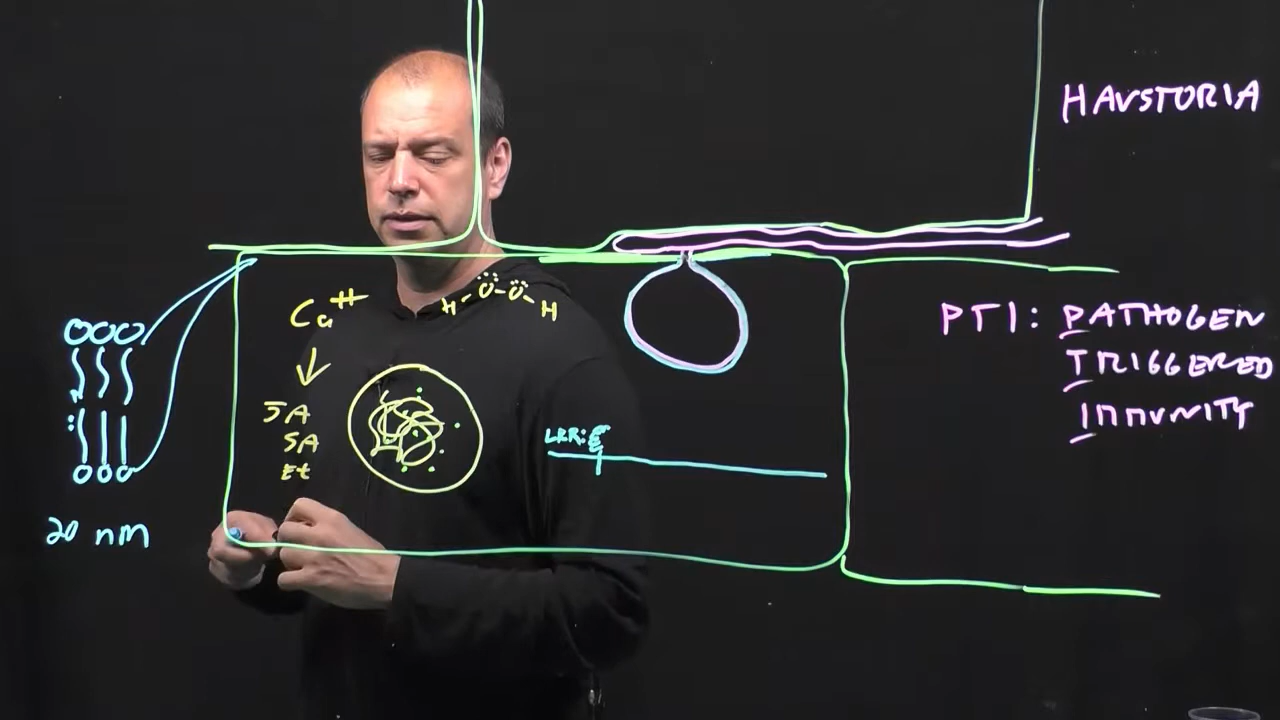 HAUSTORIA
Ca++
H-O-O-H
PTI: PATHOGEN
TRIGGERED
IMMUNITY
JA
SA
Et
LRR:
20 nm